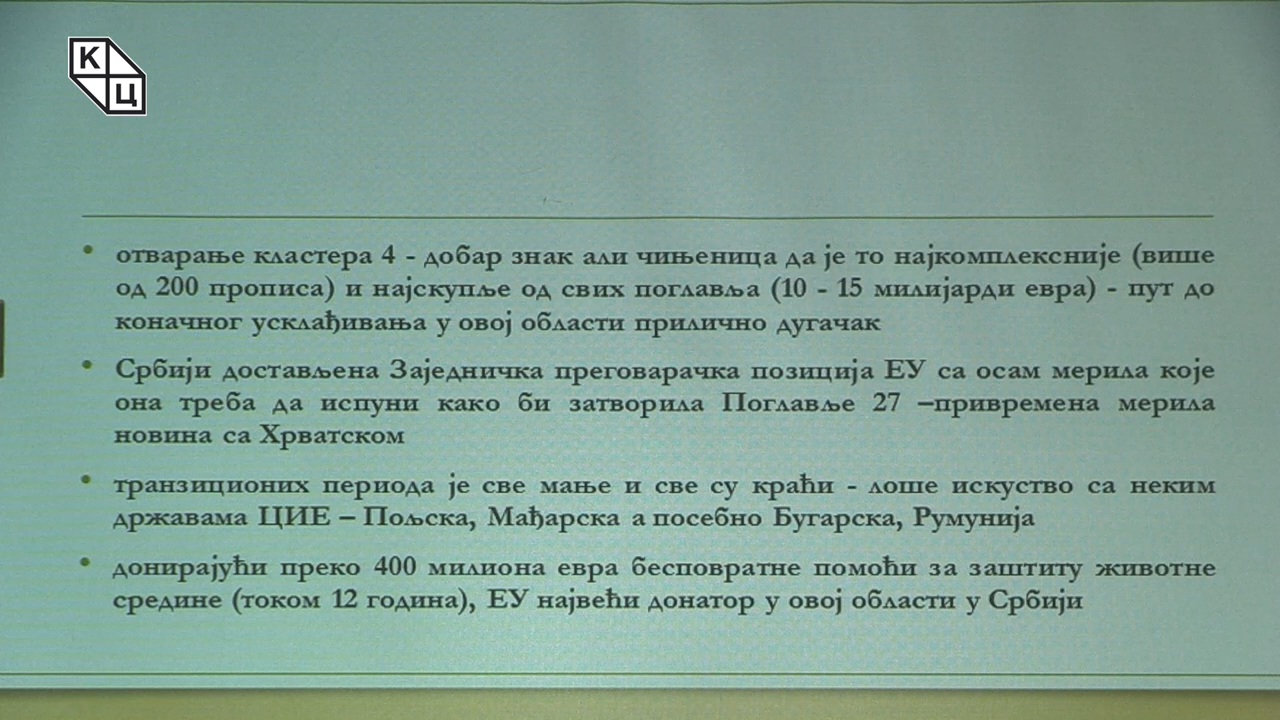 К
Ц
отварање кластера 4 - добар знак али чињеница да је то најкомплексније (више
од 200 прописа) и најскупље од свих поглавља (10 - 15 милијарди евра) - пут до
коначног усклађивања у овој области прилично дугачак
Србији достављена Заједничка преговарачка позиција ЕУ са осам мерила које
она треба да испуни како би затворила Поглавље 27 –привремена мерила
новина са Хрватском
транзиционих периода је све мање и све су краћи - лоше искуство са неким
државама ЦИЕ – Пољска, Мађарска а посебно Бугарска, Румунија
донирајући преко 400 милиона евра бесповратне помоћи за заштиту животне
средине (током 12 година), ЕУ највећи донатор у овој области у Србији